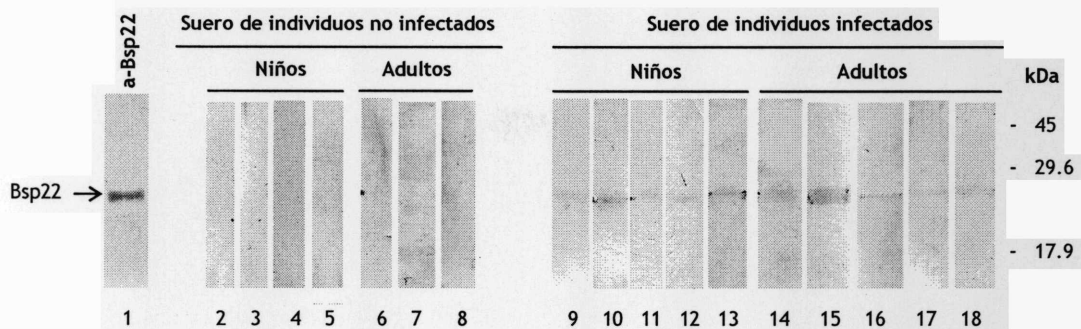 a-Bsp22
Suero de individuos no infectados
Suero de individuos infectados
Niños
Adultos
Niños
Adultos
kDa
- 45
- 29.6
Bsp22
- 17.9
1 2 3 4 5 6 7 8 9 10 11 12 13 14 15 16 17 18